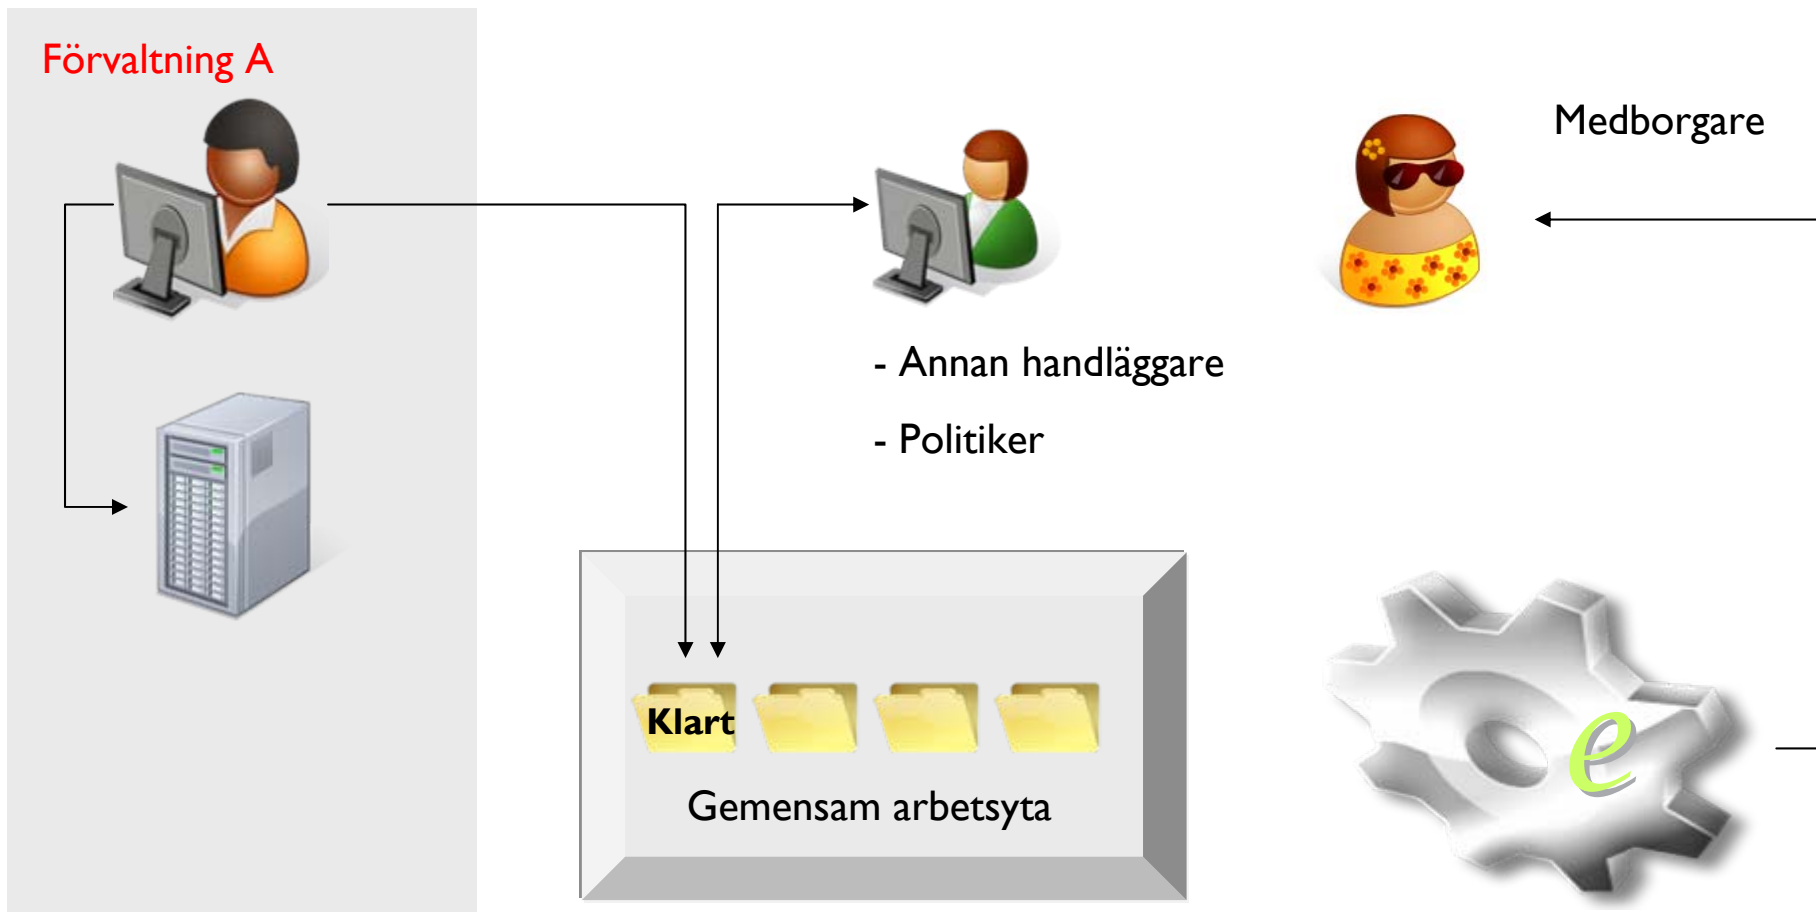 Förvaltning A
Medborgare
- Annan handläggare
- Politiker
Klart
Gemensam arbetsyta
e